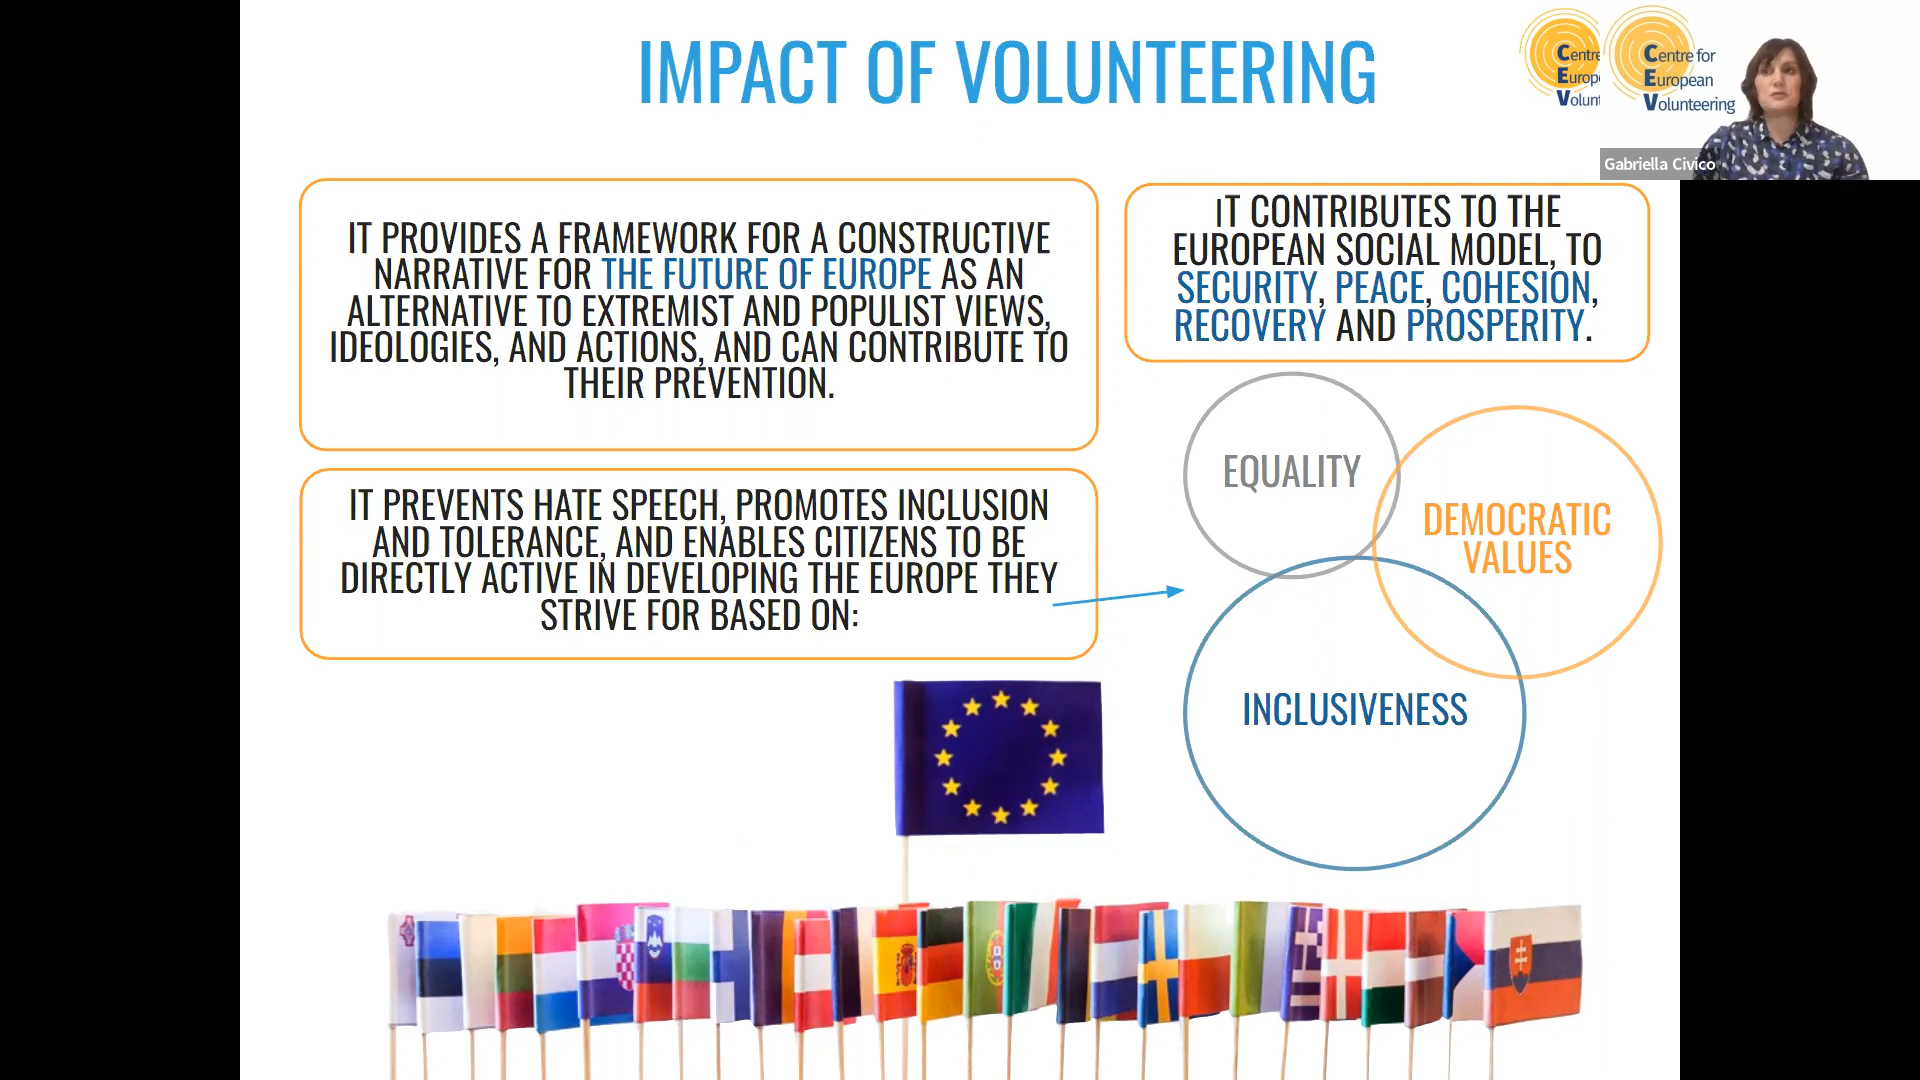 IMPACT OF VOLUNTEERING
Centre
Europ
Volunt
Centre for
European
Volunteering
Gabriella Civico
IT PROVIDES A FRAMEWORK FOR A CONSTRUCTIVE
NARRATIVE FOR THE FUTURE OF EUROPE AS AN
ALTERNATIVE TO EXTREMIST AND POPULIST VIEWS,
IDEOLOGIES, AND ACTIONS, AND CAN CONTRIBUTE TO
THEIR PREVENTION.
IT CONTRIBUTES TO THE
EUROPEAN SOCIAL MODEL, TO
SECURITY, PEACE, COHESION,
RECOVERY AND PROSPERITY.
IT PREVENTS HATE SPEECH, PROMOTES INCLUSION
AND TOLERANCE, AND ENABLES CITIZENS TO BE
DIRECTLY ACTIVE IN DEVELOPING THE EUROPE THEY
STRIVE FOR BASED ON:
EQUALITY
DEMOCRATIC
VALUES
INCLUSIVENESS